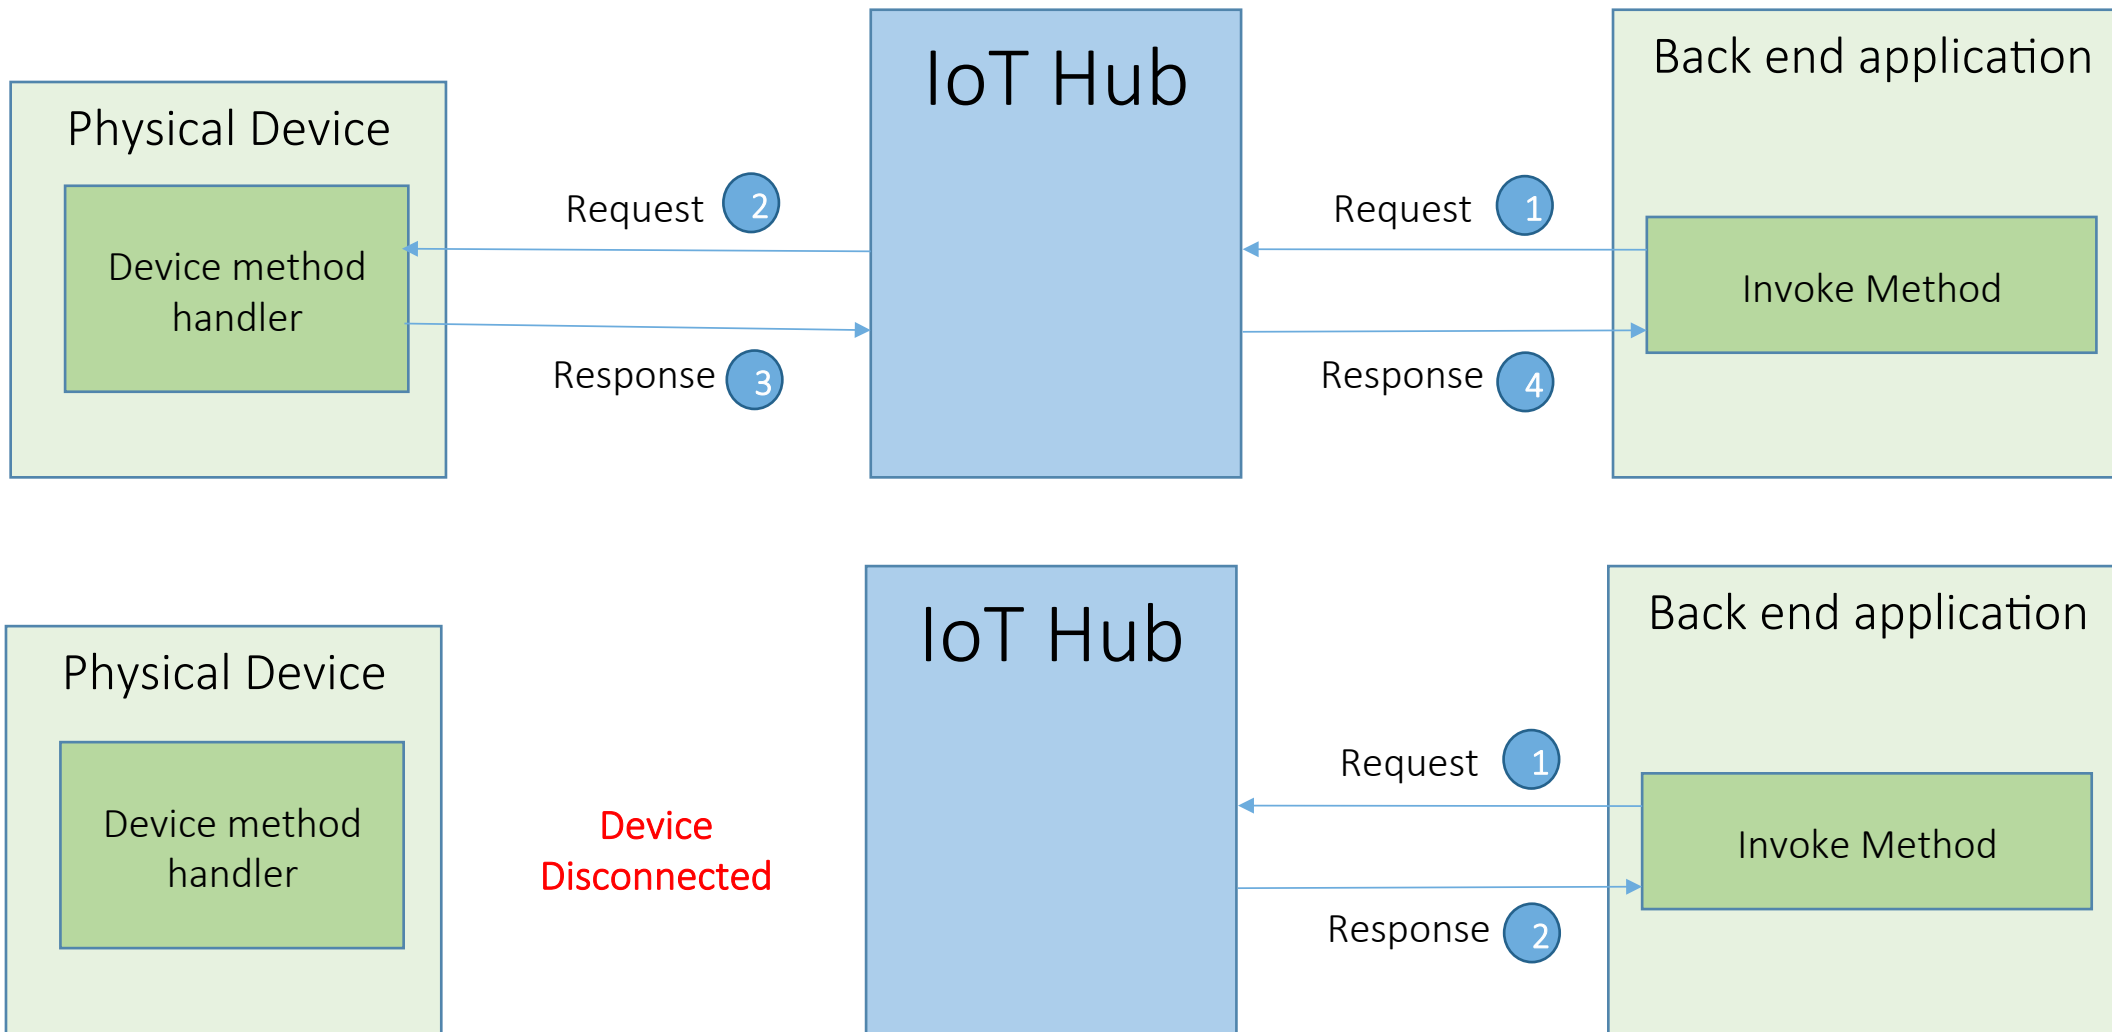 IoT Hub
Back end application
Physical Device
Request 2
Request 1
Device method
handler
Invoke Method
Response 3
Response 4
IoT Hub
Back end application
Physical Device
Request 1
Device method
handler
Device
Disconnected
Invoke Method
Response 2